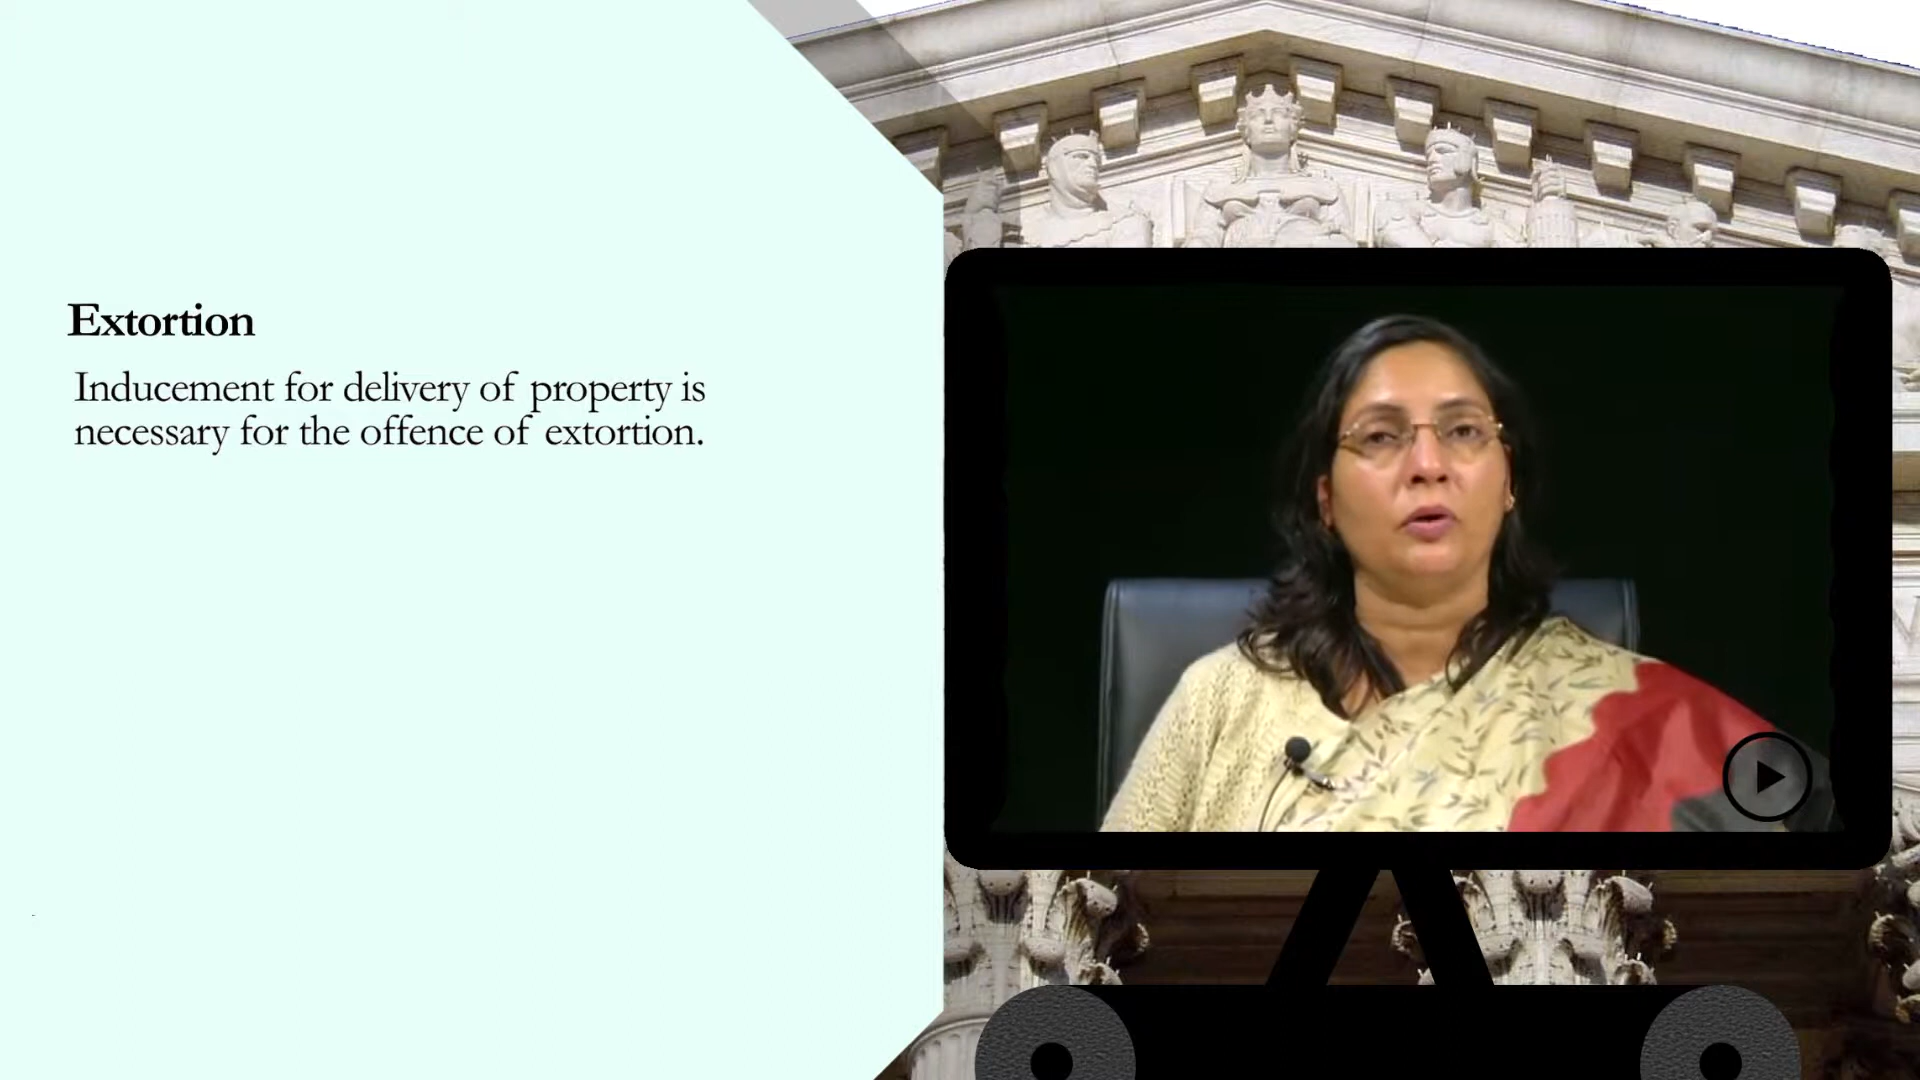 Extortion
Inducement for delivery of property is
necessary for the offence of extortion.